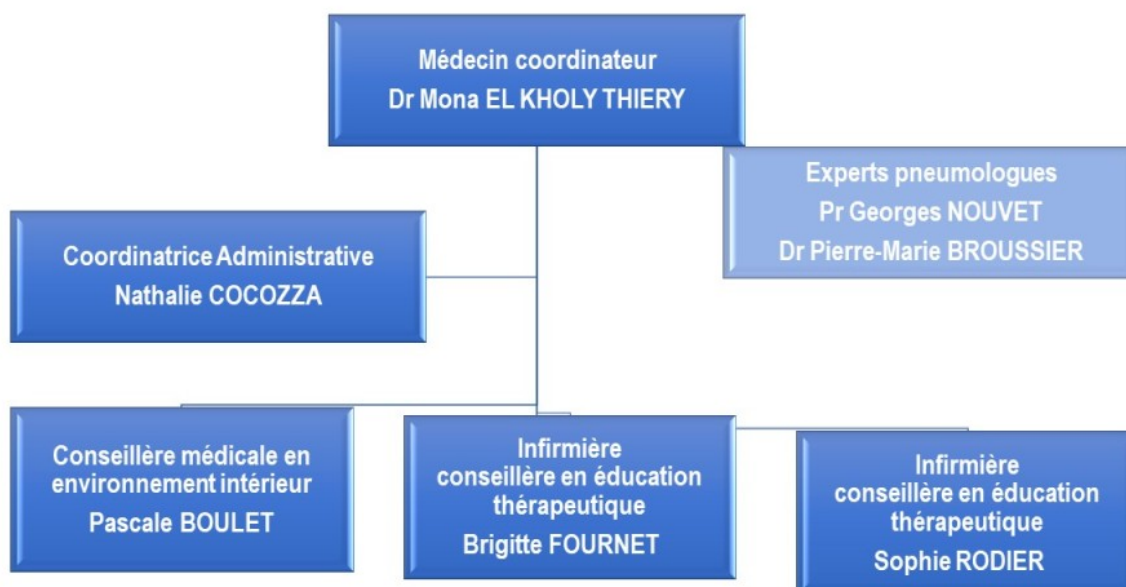 Médecin coordinateur
Dr Mona EL KHOLY THIERY
Experts pneumologues
Pr Georges NOUVET
Dr Pierre-Marie BROUSSIER
Coordinatrice Administrative
Nathalie COCOZZA
Conseillère médicale en
environnement intérieur
Pascale BOULET
Infirmière
conseillère en éducation
thérapeutique
Brigitte FOURNET
Infirmière
conseillère en éducation
thérapeutique
Sophie RODIER